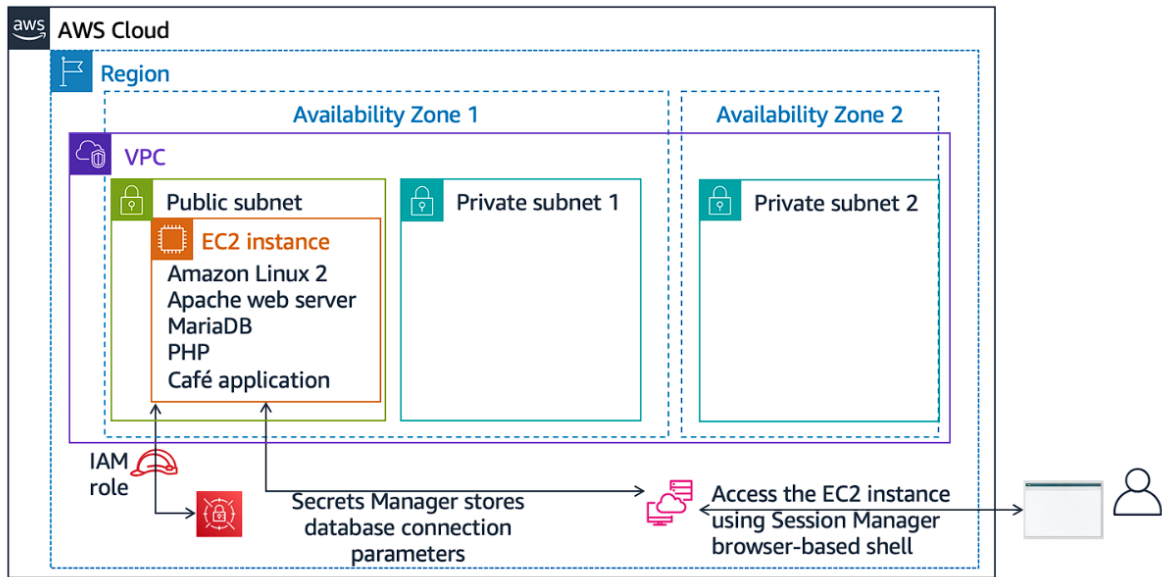 aws
AWS Cloud
Region
Availability Zone 1
Availability Zone 2
VPC
Public subnet
Private subnet 1
Private subnet 2
EC2 instance
Amazon Linux 2
Apache web server
MariaDB
PHP
Café application
IAM
role
Secrets Manager stores
database connection
parameters
Access the EC2 instance
using Session Manager
browser-based shell